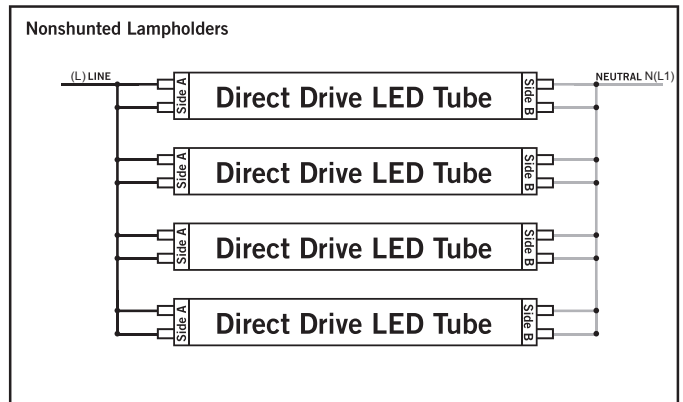 Nonshunted Lampholders
(L) LINE
NEUTRAL N(L1)
Side A
Direct Drive LED Tube
Side B
Side A
Direct Drive LED Tube
Side B
Side A
Direct Drive LED Tube
Side B
Side A
Direct Drive LED Tube
Side B